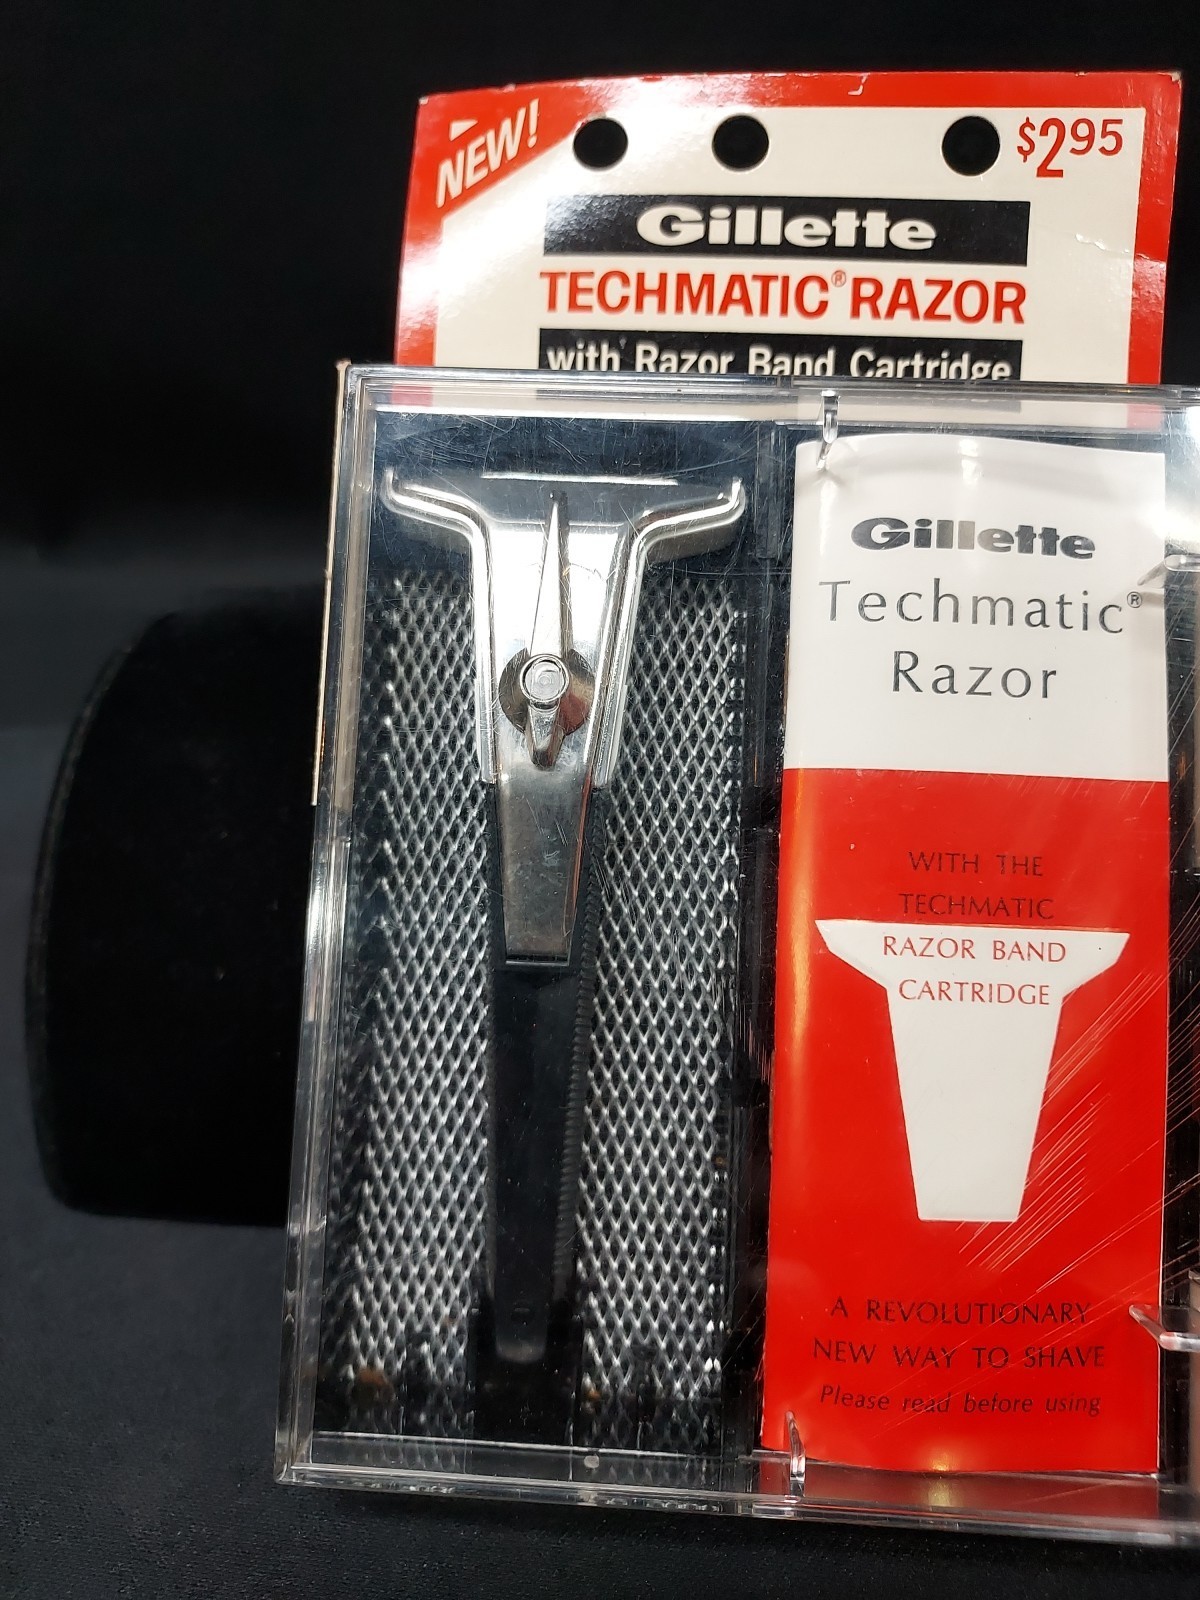 NEW!
$2.95
Gillette
TECHMATIC® RAZOR
with Razor Band Cartridge
Gillette
Techmatic®
Razor
WITH THE
TECHMATIC
RAZOR BAND
CARTRIDGE
A REVOLUTIONARY
NEW WAY TO SHAVE
Please read before using